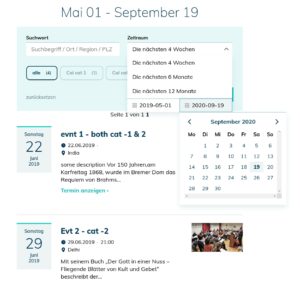 Mai 01 - September 19
Suchwort
Zeitraum
Suchbegriff / Ort / Region / PLZ
Die nächsten 4 Wochen
alle (4)
Cat cat 1 (1)
Die nächsten 4 Wochen
Die nächsten 6 Monate
Die nächsten 12 Monate
zurücksetzen
2019-05-01
2020-09-19
Seite 1 von 1 1
Samstag
22
Juni
2019
evnt 1 - both cat -1 & 2
22.06.2019
India
some description Vor 150 Jahren,am
Karfreitag 1868, wurde im Bremer Dom das
Requiem von Brahms...
Termin anzeigen ›
September 2020
Mo Di Mi Do Fr Sa So
31 1 2 3 4 5 6
7 8 9 10 11 12 13
14 15 16 17 18 19 20
21 22 23 24 25 26 27
28 29 30
Samstag
29
Juni
2019
Evt 2 - cat -2
29.06.2019 - 21:00
Delhi
Mit seinem Buch „Der Gott in einer Nuss –
Fliegende Blätter von Kult und Gebet"
beschreibt der...